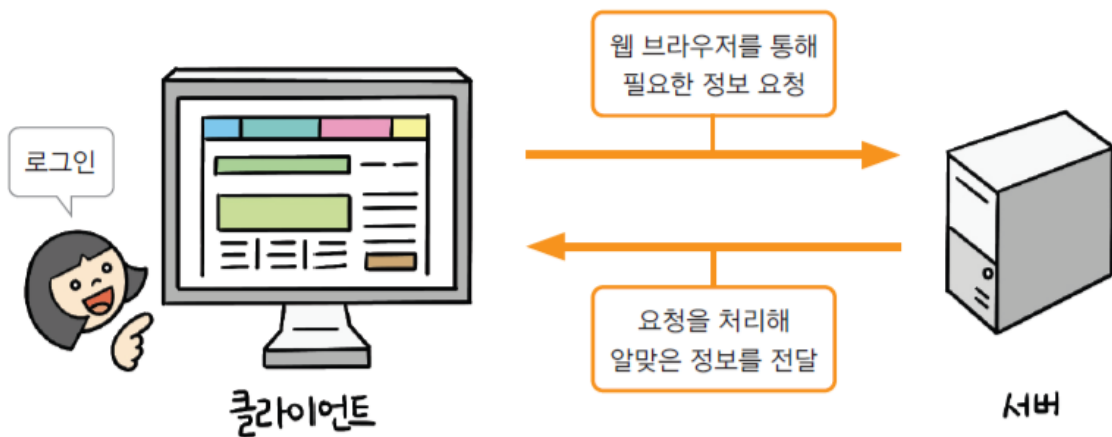 웹 브라우저를 통해
필요한 정보 요청
로그인
요청을 처리해
알맞은 정보를 전달
클라이언트
서버